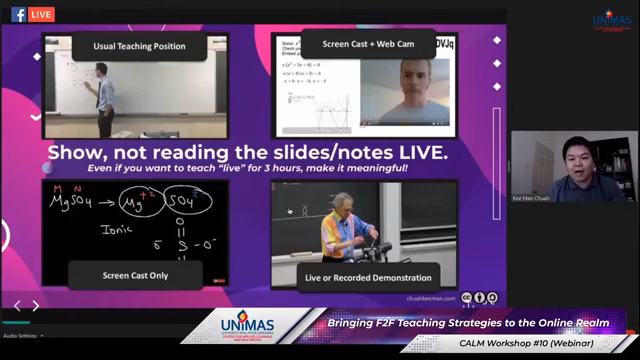 LIVE
UNIMAS
Usual Teaching Position
Screen Cast + Web Cam
Show, not reading the slides/notes LIVE.
Even if you want to teach "live" for 3 hours, make it meaningful!
M N
MgSO4 → Mg +2 SO4
Ionic
O
S - O
Screen Cast Only
Live or Recorded Demonstration
chuahkeeman.com
Kee Man Chuah
Audio Settings
UNIMAS
Bringing F2F Teaching Strategies to the Online Realm
CALM Workshop #10 (Webinar)